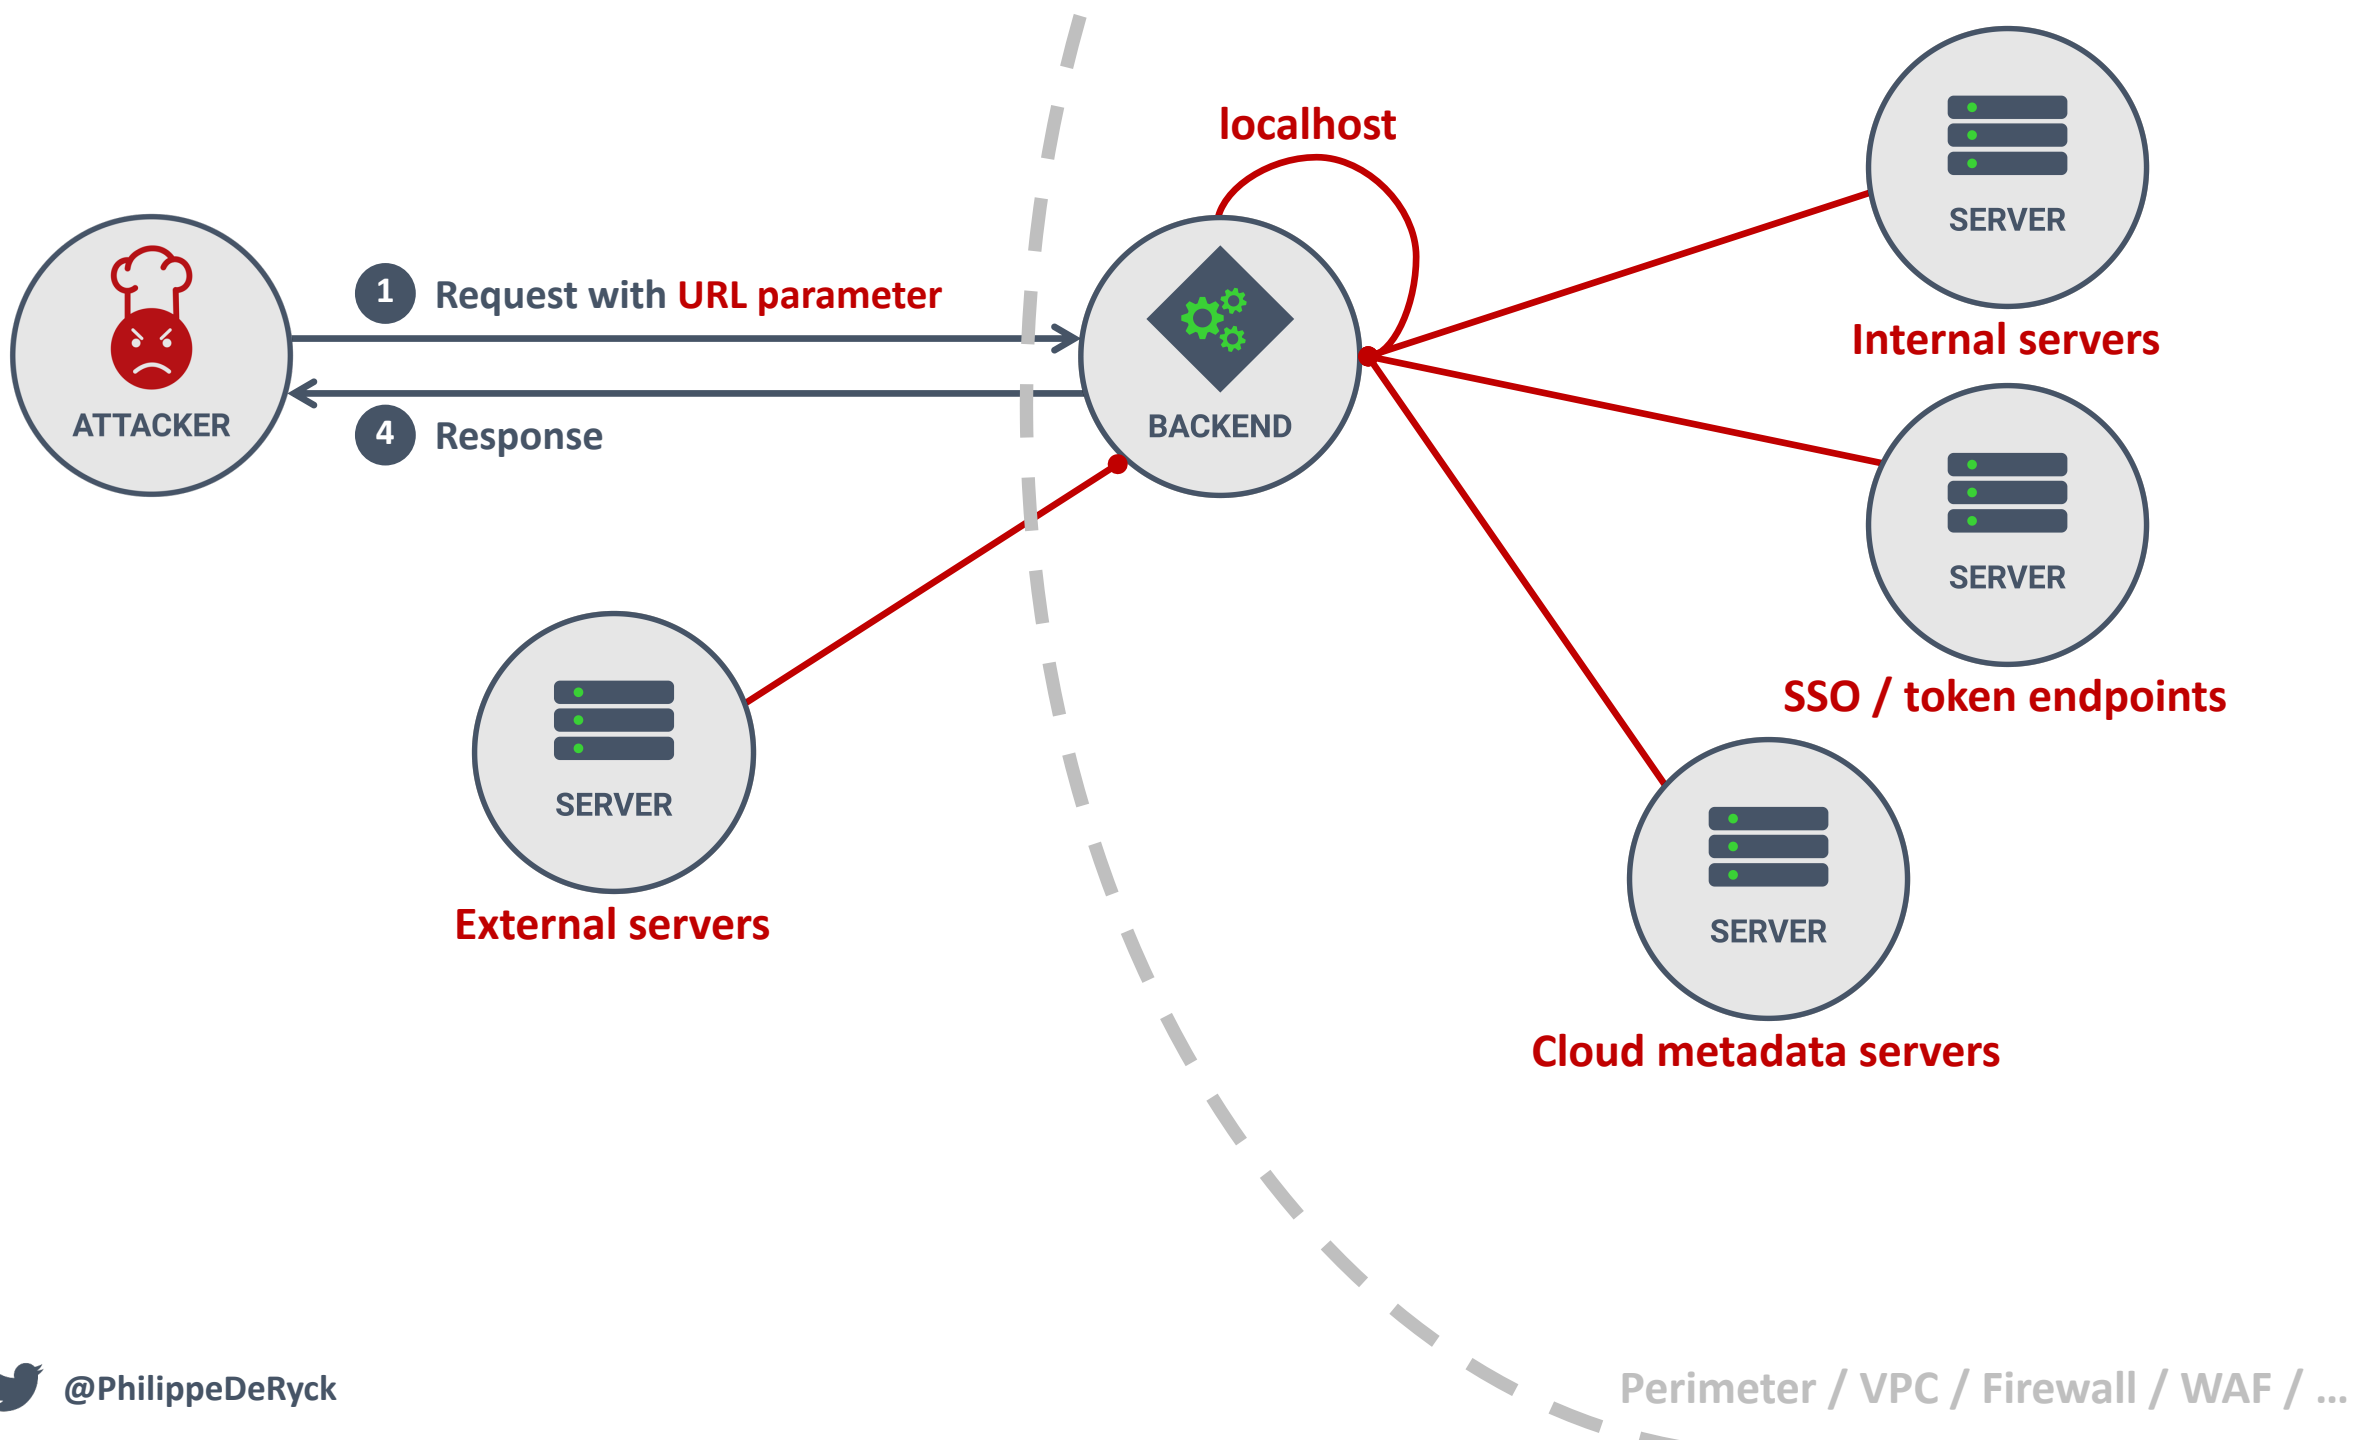 localhost
SERVER
Internal servers
1 Request with URL parameter
ATTACKER
4 Response
BACKEND
SERVER
SSO / token endpoints
SERVER
External servers
SERVER
Cloud metadata servers
@PhilippeDeRyck
Perimeter / VPC / Firewall / WAF / ...